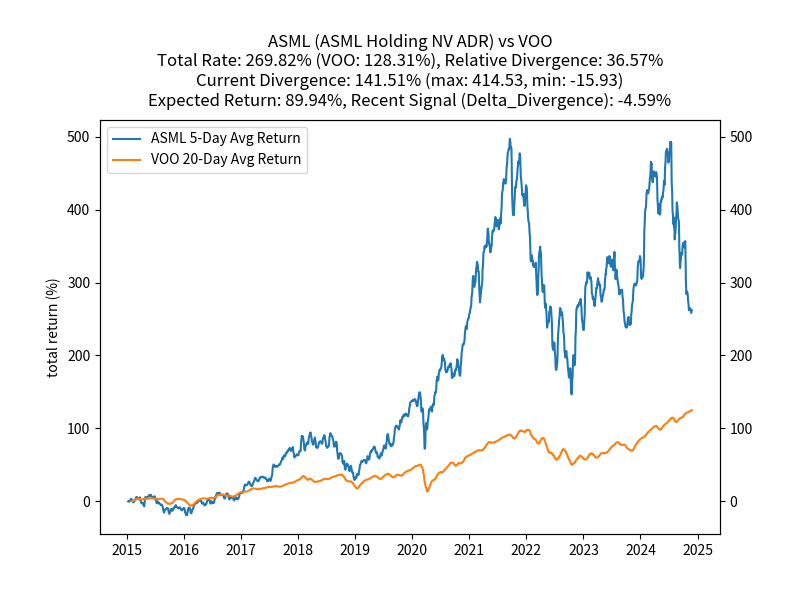 ASML (ASML Holding NV ADR) vs VOO
Total Rate: 269.82% (VOO: 128.31%), Relative Divergence: 36.57%
Current Divergence: 141.51% (max: 414.53, min: -15.93)
Expected Return: 89.94%, Recent Signal (Delta_Divergence): -4.59%
ASML 5-Day Avg Return
VOO 20-Day Avg Return
total return (%)
500 500
400 400
300 300
200 200
100 100
0 0
2015 2016 2017 2018 2019 2020 2021 2022 2023 2024 2025